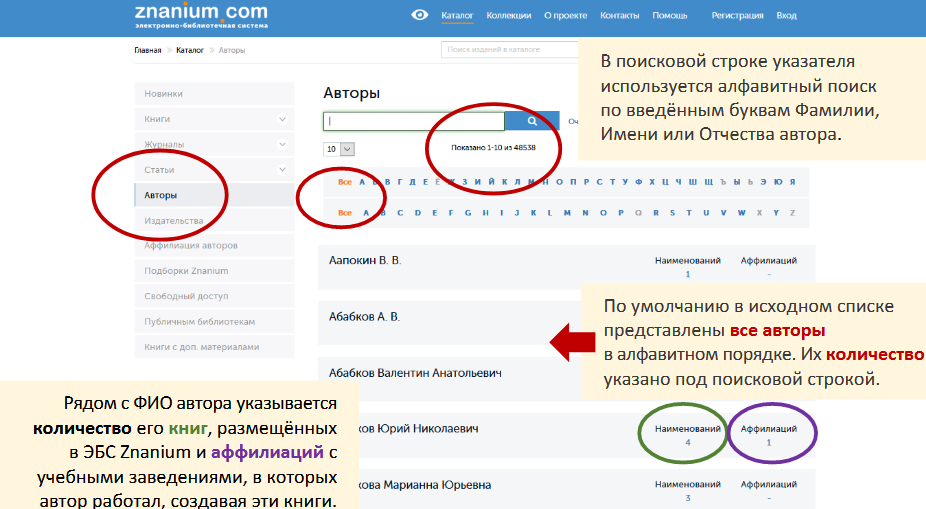 znanium.com
электронно-библиотечная система
Каталог Коллекции О проекте Контакты Помощь Регистрация Вход
Главная » Каталог » Авторы
Поиск изданий в каталоге
В поисковой строке указателя
используется алфавитный поиск
по введённым буквам Фамилии,
Имени или Отчества автора.
Новинки
Книги
Журналы
Статьи
Авторы
Издательства
Аффилиация авторов
Подборки Znanium
Свободный доступ
Публичным библиотекам
Книги с доп. материалами
Авторы
Оч
10
Показано 1-10 из 48538
Все А Б В Г Д Е Ё Ж З И Й К Л М Н О П Р С Т У Ф Х Ц Ч Ш Щ Ъ Ы Ь Э Ю Я
Все A B C D E F G H I J K L M N O P Q R S T U V W X Y Z
Аапокин В. В.
Наименований Аффилиаций
1 -
Абабков А. В.
Абабков Валентин Анатольевич
По умолчанию в исходном списке
представлены все авторы
в алфавитном порядке. Их количество
указано под поисковой строкой.
ков Юрий Николаевич
Наименований Аффилиаций
4 1
кова Марианна Юрьевна
Наименований Аффилиаций
3 -
Рядом с ФИО автора указывается
количество его книг, размещённых
в ЭБС Znanium и аффилиаций с
учебными заведениями, в которых
автор работал, создавая эти книги.